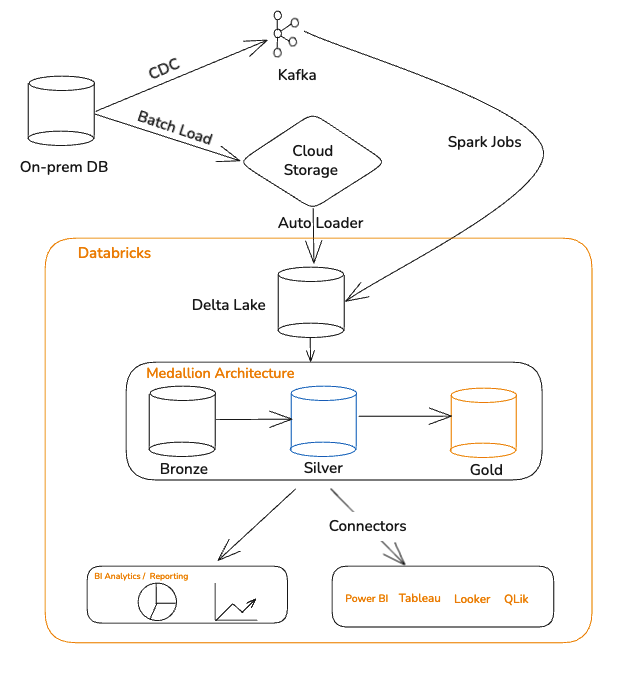 CDC
Kafka
Batch Load
On-prem DB
Cloud
Storage
Spark Jobs
Auto Loader
Databricks
Delta Lake
Medallion Architecture
Bronze
Silver
Gold
Connectors
BI Analytics / Reporting
Power BI
Tableau
Looker
QLik